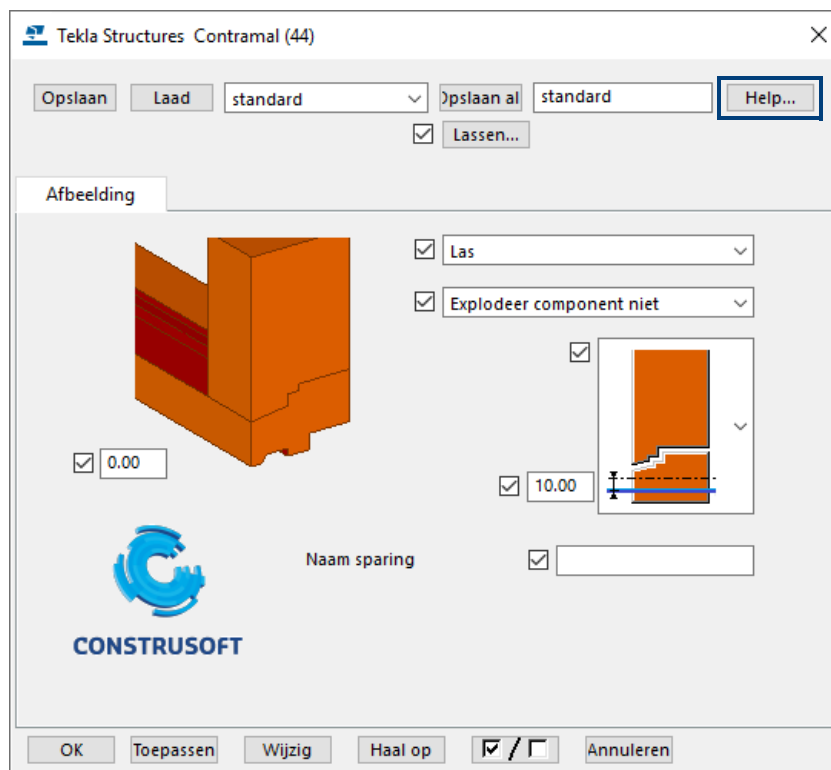 Tekla Structures Contramal (44)
Opslaan Laad standard Opslaan al standard Help...
Lassen...
Afbeelding
Las
Explodeer component niet
0.00
10.00
Naam sparing
CONSTRUSOFT
OK Toepassen Wijzig Haal op / Annuleren